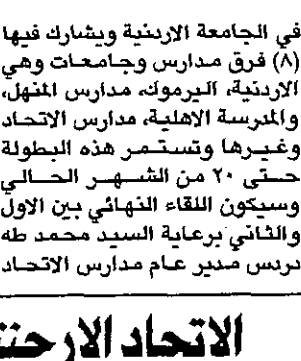 في الجامعة الاردنية ويشارك فيها
(٨) فرق مدارس وجامعات وهي
الاردنية، اليرموك، مدارس المنهل،
والمدرسة الاهلية، مدارس الاتحاد
وغيرها وتستمر هذه البطولة
حتى ٢٠ من الشهر الحالي
وسيكون اللقاء النهائي بين الاول
والثاني برعاية السيد محمد طه
دردس مدير عام مدارس الاتحاد
الاتحاد الارجنت